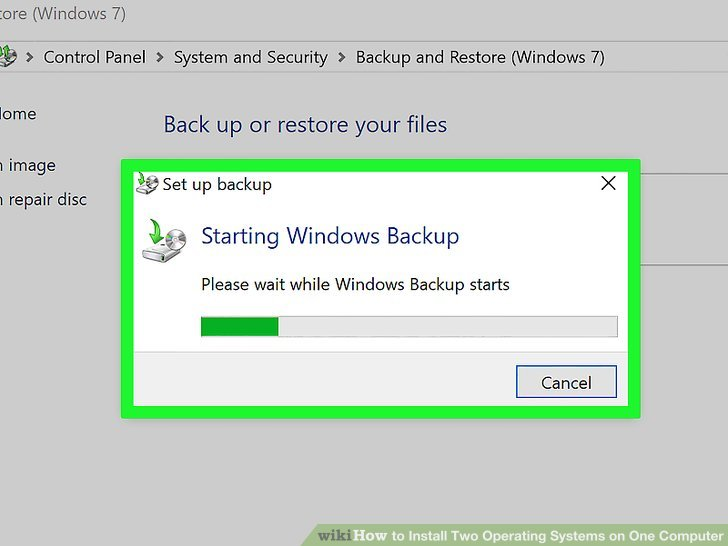 ore (Windows 7)
Control Panel > System and Security > Backup and Restore (Windows 7)
ome
Back up or restore your files
image
repair disc
Set up backup
Starting Windows Backup
Please wait while Windows Backup starts
Cancel
wikiHow to Install Two Operating Systems on One Computer